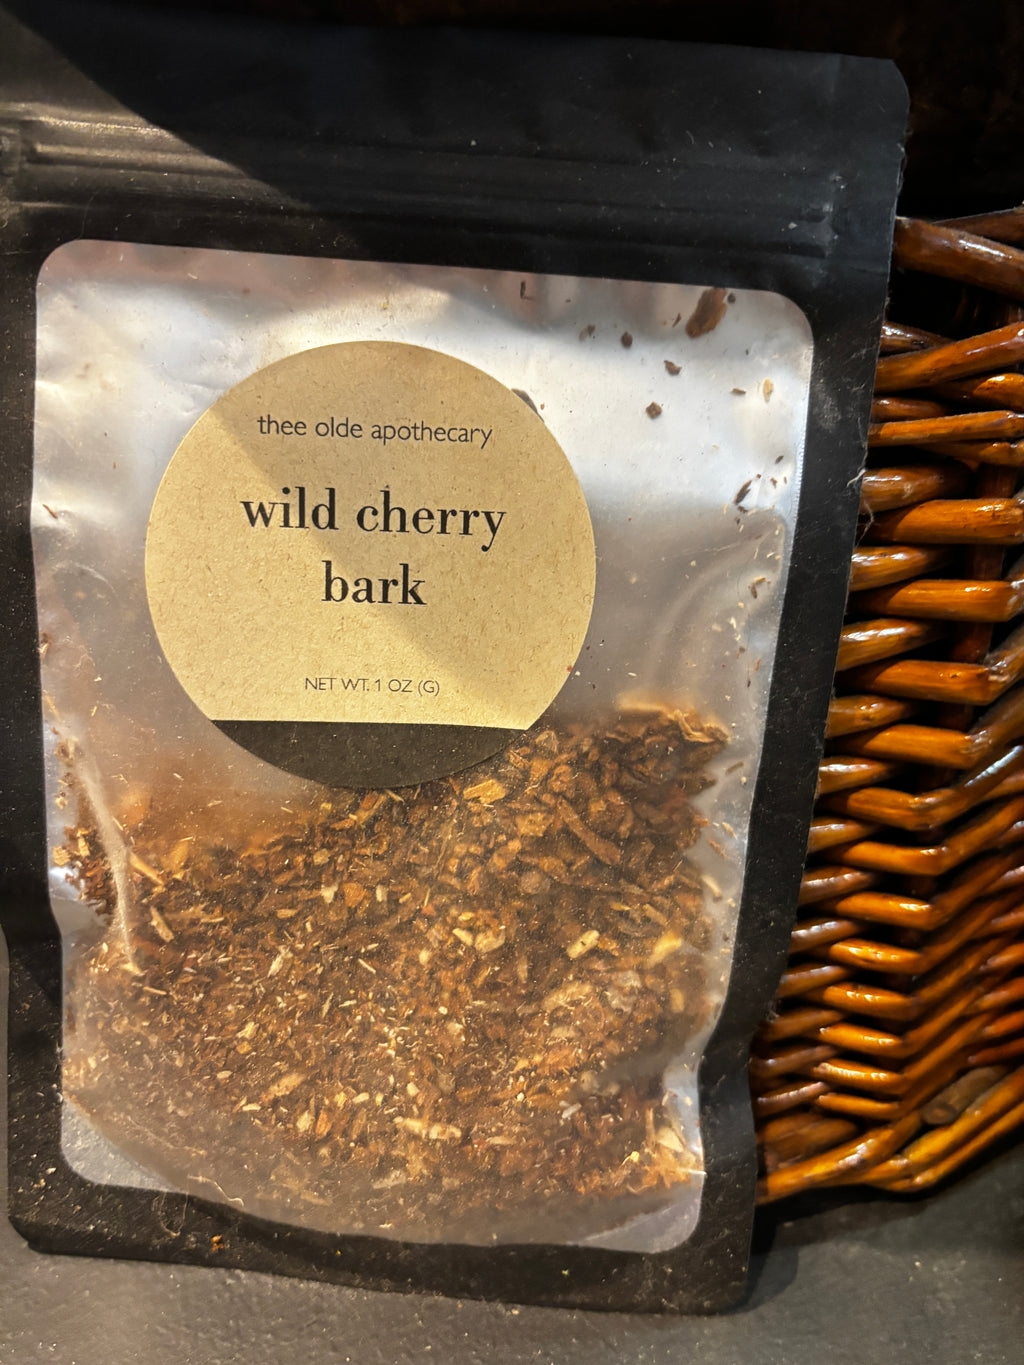 thee olde apothecary
wild cherry
bark
NET WT. 1 OZ (G)